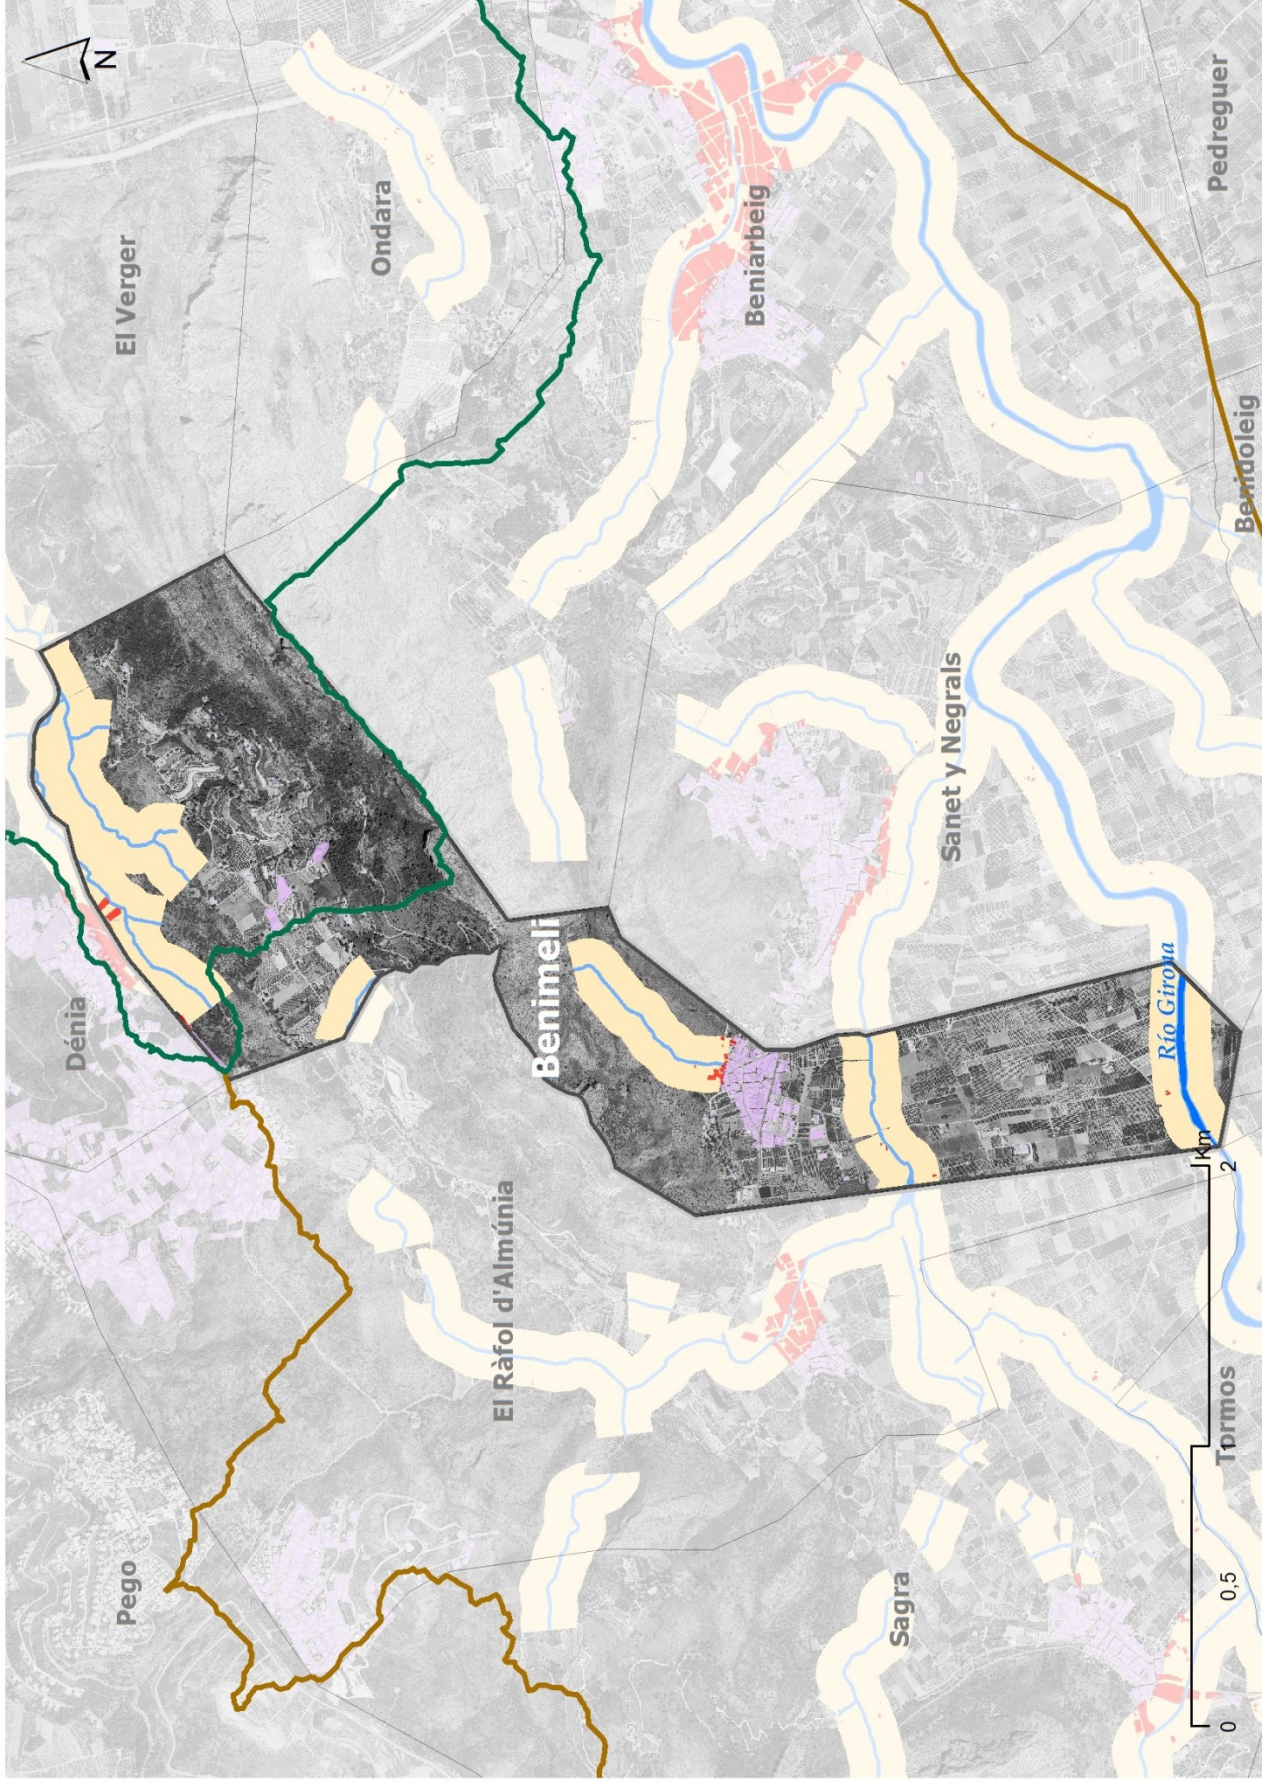 N
El Verger
Ondara
Pedreguer
Beniarbeig
Benidoleig
Sanet y Negrals
Dénia
Benimeli
Río Girona
El Ràfol d'Almúnia
Pego
Sagra
Tormos
0 0,5 1 2
Km